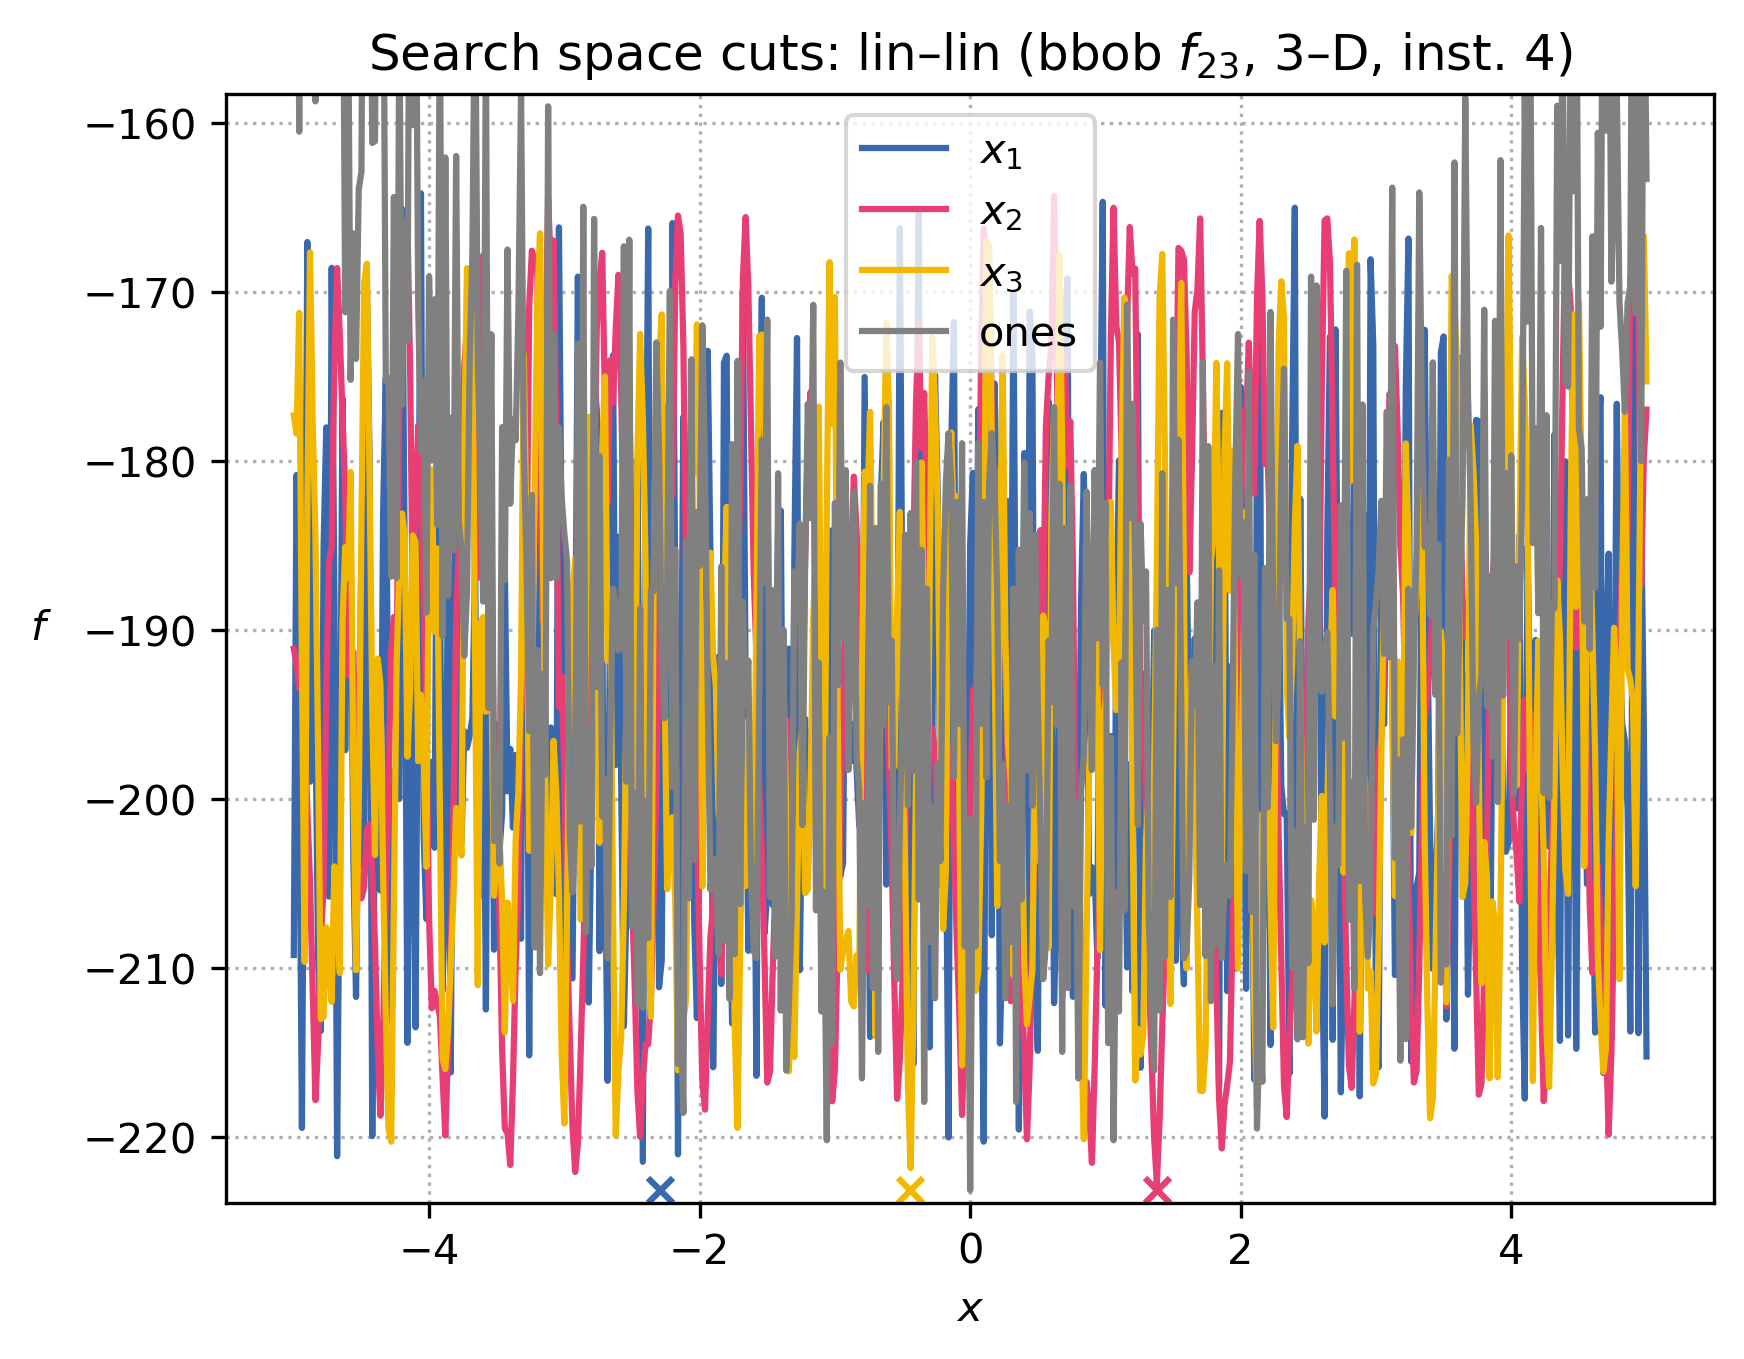 Search space cuts: lin–lin (bbob f₂₃, 3–D, inst. 4)
x₁
x₂
x₃
ones
f
−160
−170
−180
−190
−200
−210
−220
−4
−2
0
2
4
x